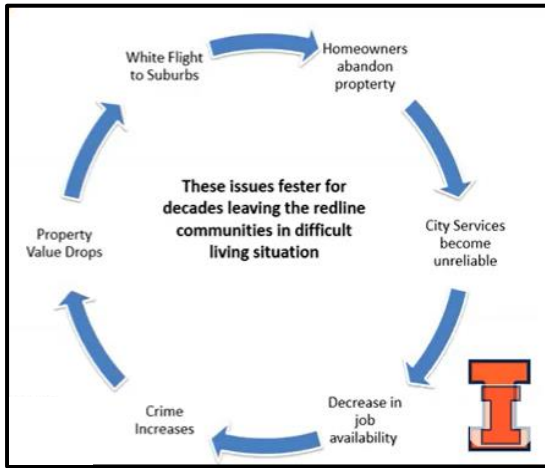 White Flight
to Suburbs
Homeowners
abandon
propterty
City Services
become
unreliable
Decrease in
job
availability
Crime
Increases
Property
Value Drops
These issues fester for
decades leaving the redline
communities in difficult
living situation